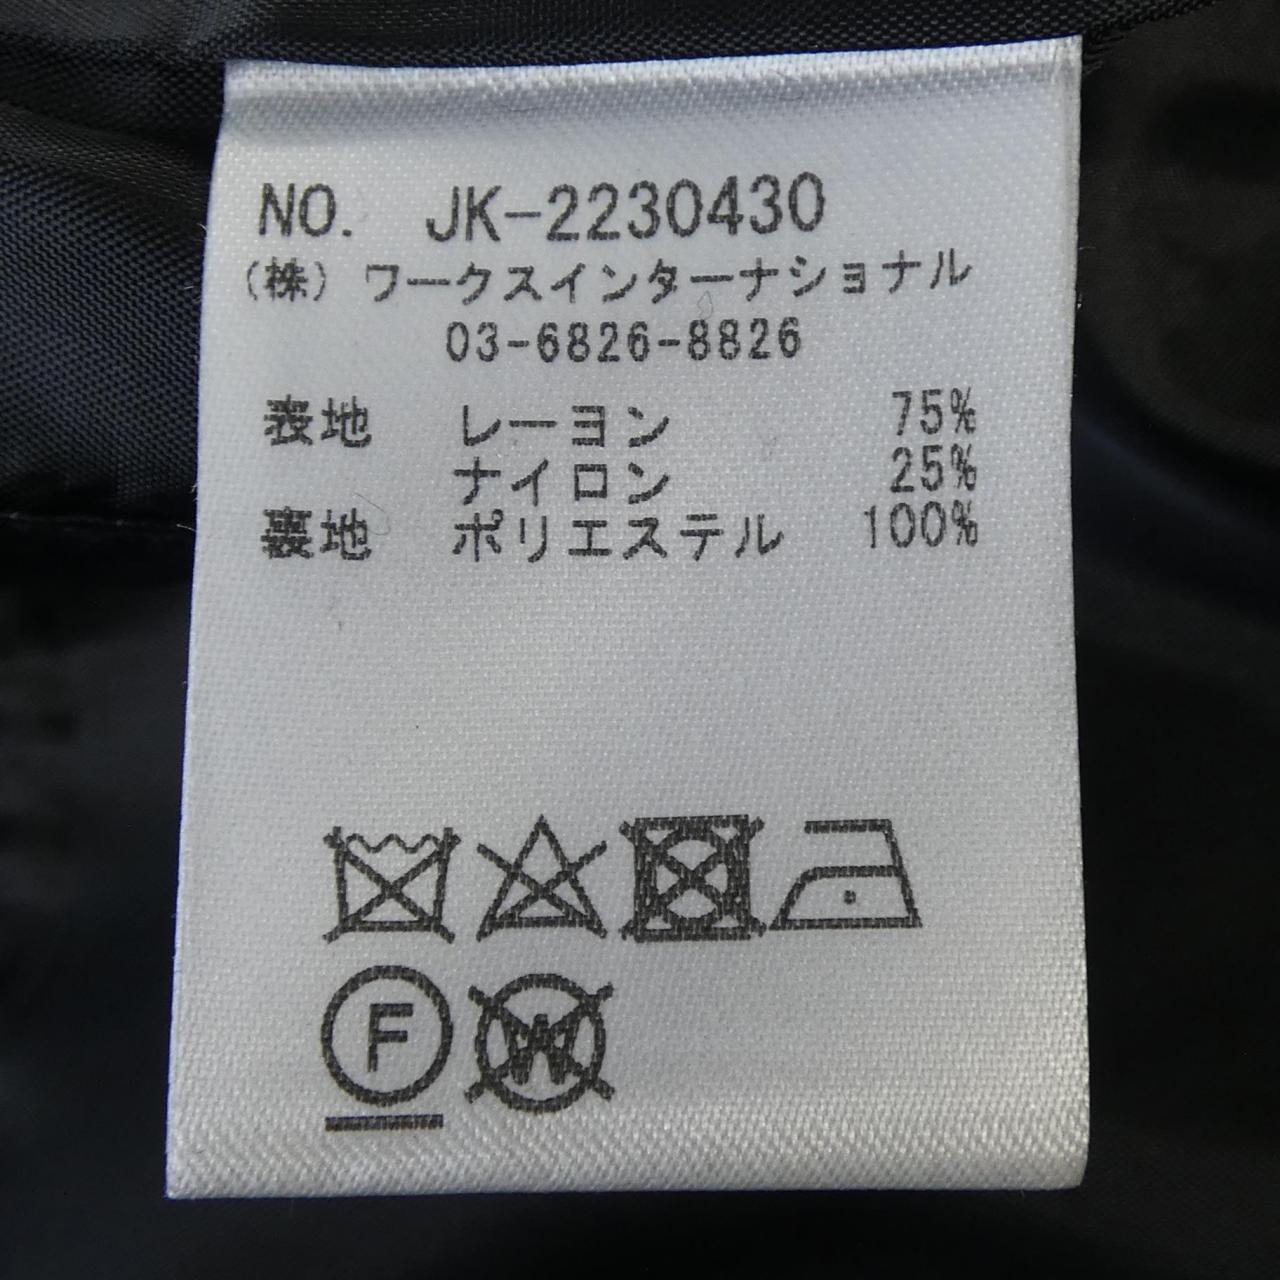 NO. JK-2230430
(株) ワークスインターナショナル
03-6826-8826
表地 レーヨン 75%
ナイロン 25%
裏地 ポリエステル 100%
F W